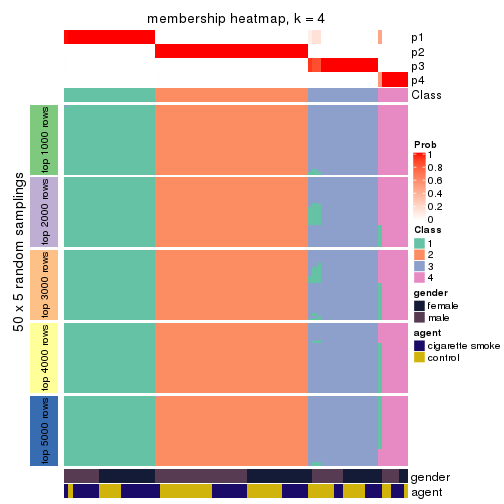 membership heatmap, k = 4
p1
p2
p3
p4
Class
50 x 5 random samplings
top 1000 rows
top 2000 rows
top 3000 rows
top 4000 rows
top 5000 rows
Prob
1
0.8
0.6
0.4
0.2
0
Class
1
2
3
4
gender
female
male
agent
cigarette smoke
control
gender
agent